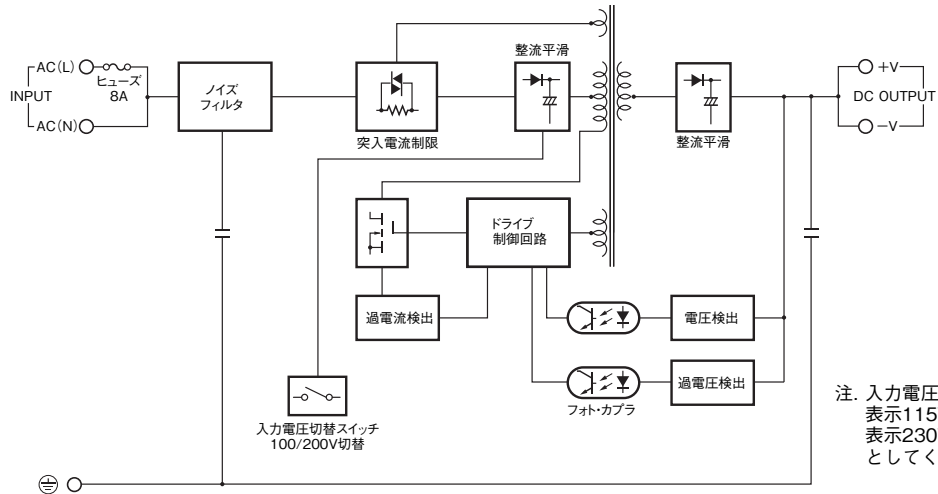 AC(L)
ヒューズ
8A
INPUT
AC(N)
ノイズ
フィルタ
突入電流制限
整流平滑
整流平滑
+V
DC OUTPUT
−V
ドライブ
制御回路
過電流検出
電圧検出
過電圧検出
フォト・カプラ
入力電圧切替スイッチ
100/200V切替
注. 入力電圧
表示115
表示230
としてく